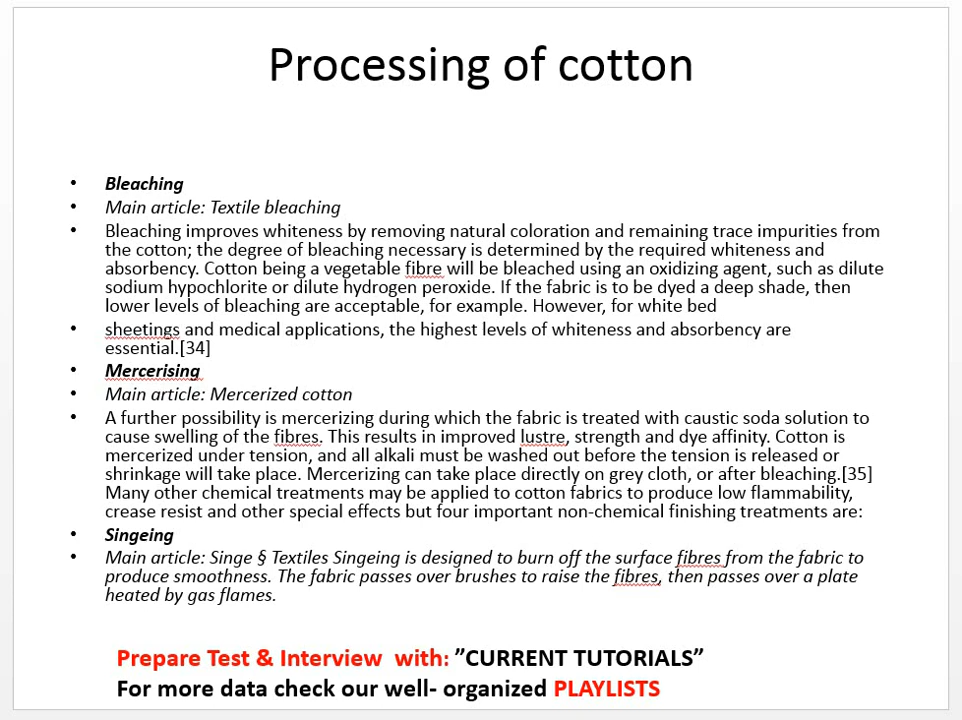 Processing of cotton
• Bleaching
• Main article: Textile bleaching
• Bleaching improves whiteness by removing natural coloration and remaining trace impurities from
the cotton; the degree of bleaching necessary is determined by the required whiteness and
absorbency. Cotton being a vegetable fibre will be bleached using an oxidizing agent, such as dilute
sodium hypochlorite or dilute hydrogen peroxide. If the fabric is to be dyed a deep shade, then
lower levels of bleaching are acceptable, for example. However, for white bed
• sheetings and medical applications, the highest levels of whiteness and absorbency are
essential.[34]
• Mercerising
• Main article: Mercerized cotton
• A further possibility is mercerizing during which the fabric is treated with caustic soda solution to
cause swelling of the fibres. This results in improved lustre, strength and dye affinity. Cotton is
mercerized under tension, and all alkali must be washed out before the tension is released or
shrinkage will take place. Mercerizing can take place directly on grey cloth, or after bleaching.[35]
Many other chemical treatments may be applied to cotton fabrics to produce low flammability,
crease resist and other special effects but four important non-chemical finishing treatments are:
• Singeing
• Main article: Singe § Textiles Singeing is designed to burn off the surface fibres from the fabric to
produce smoothness. The fabric passes over brushes to raise the fibres, then passes over a plate
heated by gas flames.
Prepare Test & Interview with: ”CURRENT TUTORIALS”
For more data check our well- organized PLAYLISTS